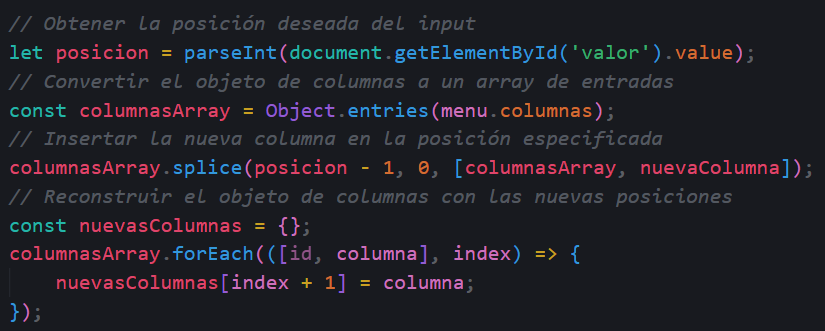 // Obtener la posición deseada del input
let posicion = parseInt(document.getElementById('valor').value);
// Convertir el objeto de columnas a un array de entradas
const columnasArray = Object.entries(menu.columnas);
// Insertar la nueva columna en la posición especificada
columnasArray.splice(posicion - 1, 0, [columnasArray, nuevaColumna]);
// Reconstruir el objeto de columnas con las nuevas posiciones
const nuevasColumnas = {};
columnasArray.forEach(([id, columna], index) => {
    nuevasColumnas[index + 1] = columna;
});